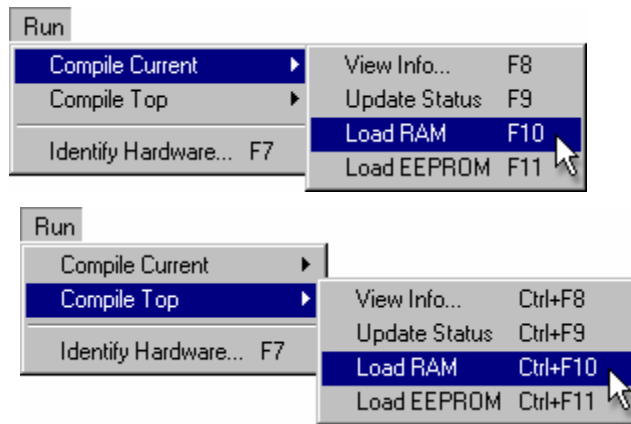 Run
Compile Current View Info... F8
Compile Top Update Status F9
Load RAM F10
Identify Hardware... F7 Load EEPROM F11
Run
Compile Current
Compile Top View Info... Ctrl+F8
Update Status Ctrl+F9
Identify Hardware... F7 Load RAM Ctrl+F10
Load EEPROM Ctrl+F11